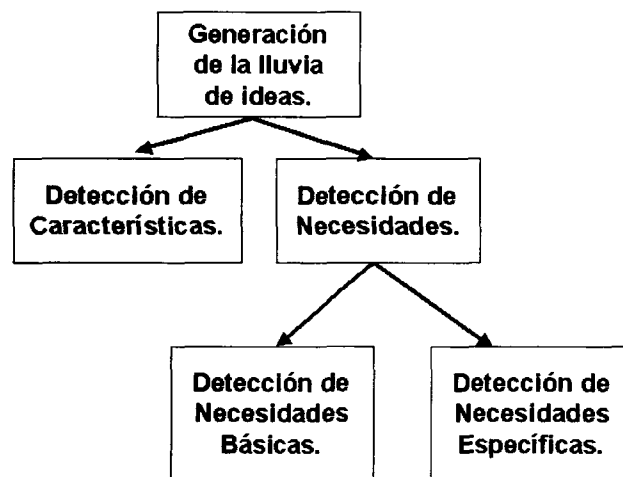 Generación
de la lluvia
de ideas.
Detección de
Características.
Detección de
Necesidades.
Detección de
Necesidades
Básicas.
Detección de
Necesidades
Específicas.